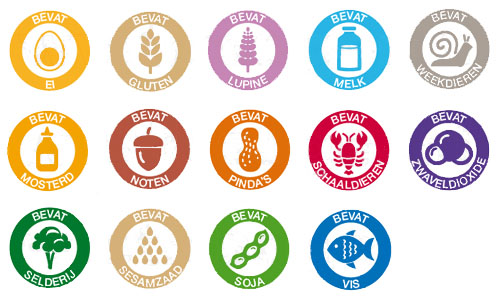 BEVAT
EI
BEVAT
GLUTEN
BEVAT
LUPINE
BEVAT
MELK
BEVAT
WEEKDIEREN
BEVAT
MOSTERD
BEVAT
NOTEN
BEVAT
PINDA'S
BEVAT
SCHAALDIEREN
BEVAT
ZWAVELDIOXIDE
BEVAT
SELDERIJ
BEVAT
SESAMZAAD
BEVAT
SOJA
BEVAT
VIS